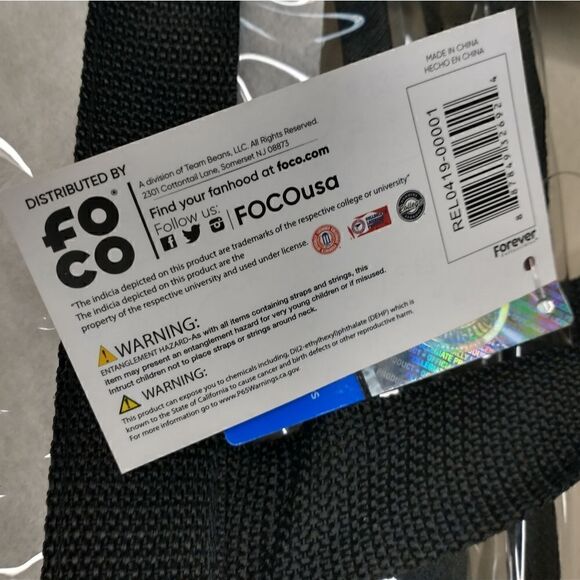 DISTRIBUTED BY
FOCO
A division of Team Beans, LLC. All Rights Reserved.
2301 Cottontail Lane, Somerset NJ 08873
Find your fanhood at foco.com
Follow us:
FOCOusa
"The indicia depicted on this product are trademarks of the respective college or university"
The indicia depicted on this product are the
property of the respective university and used under license.
⚠WARNING:
ENTANGLEMENT HAZARD-As with all items containing straps and strings, this
item may present an entanglement hazard for very young children or if misused.
Intruct children not to place straps or strings around neck.
⚠ WARNING:
This product can expose you to chemicals including, Di(2-ethylhexyl)phthalate (DEHP) which is
known to the State of California to cause cancer and birth defects or other reproductive harm.
For more information go to www.P65Warnings.ca.gov
MADE IN CHINA
HECHO EN CHINA
REL0419-00001
8 87849 32692 4
Forever
S